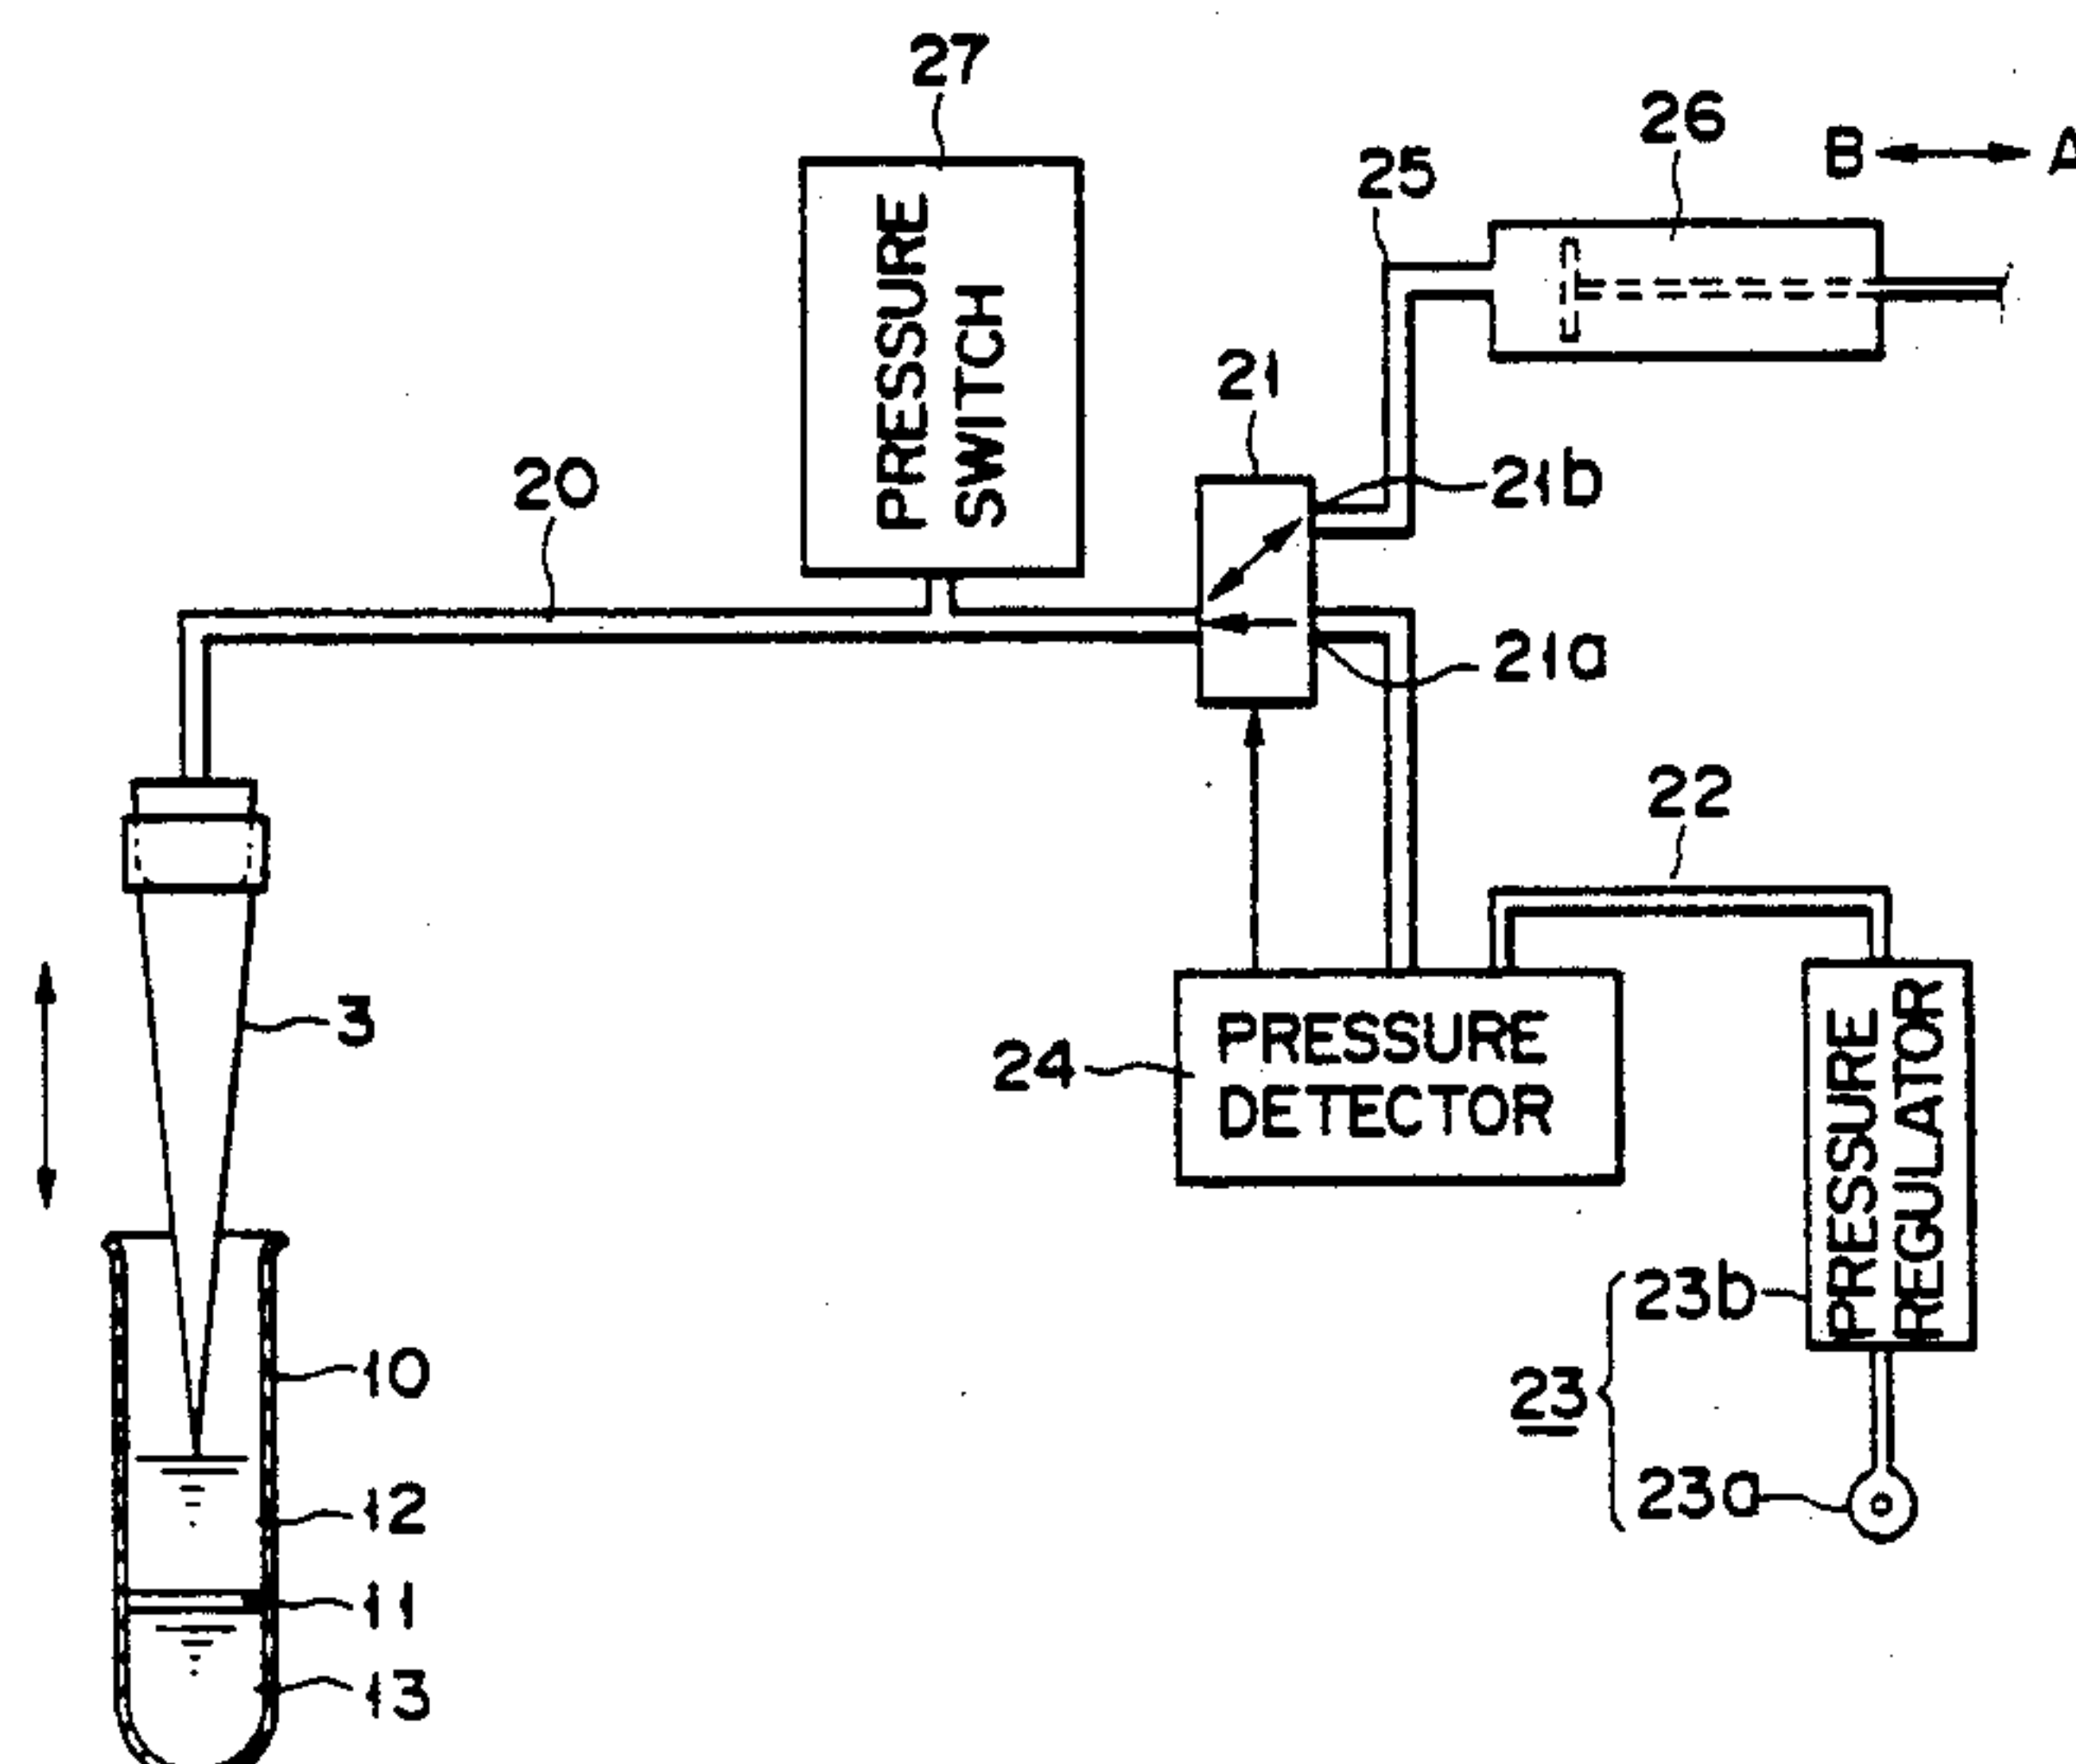 27
26
B
A
25
PRESSURE
SWITCH
21
21b
20
21a
22
3
24
PRESSURE
DETECTOR
PRESSURE
REGULATOR
23b
10
23
23a
12
11
13